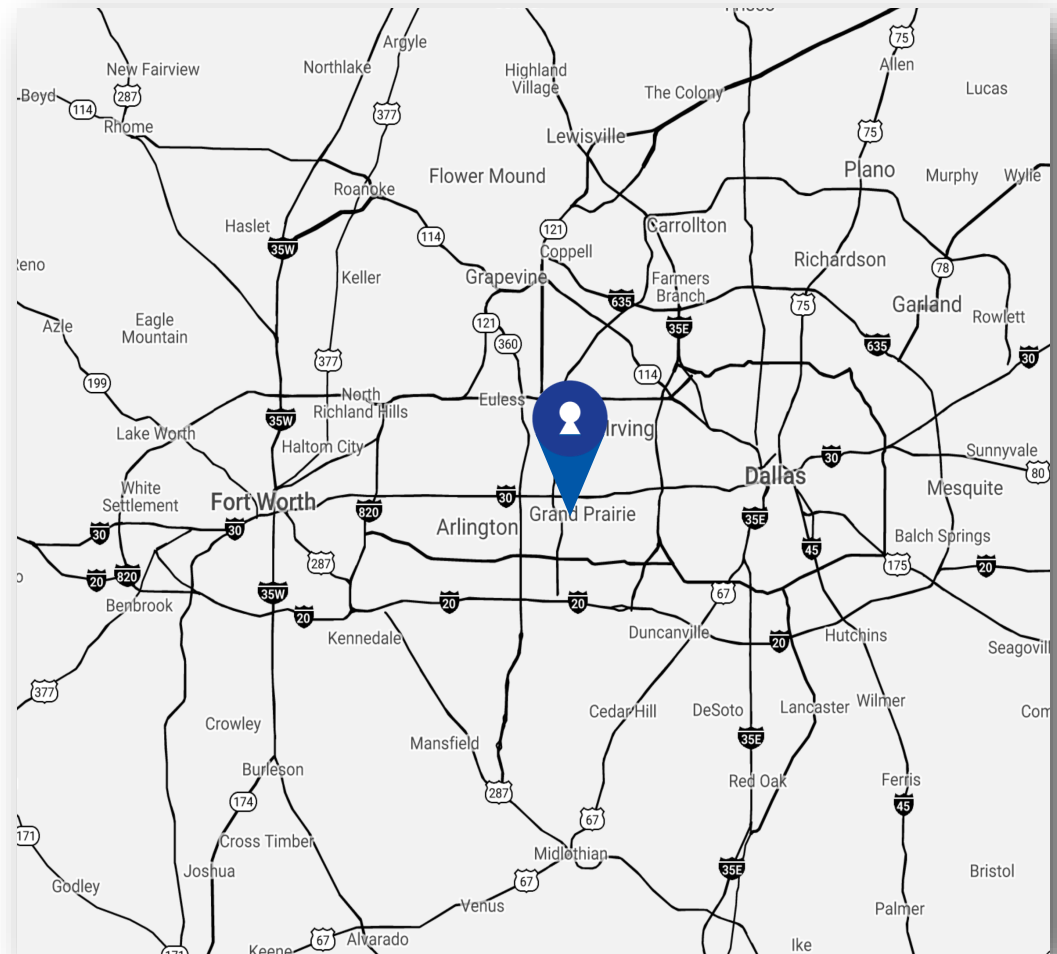 Argyle
75
New Fairview
Northlake
Highland
Village
Allen
Boyd
287
114
The Colony
Lucas
377
Rhome
Lewisville
75
Roanoke
Flower Mound
Plano
Murphy
Wylie
Haslet
35W
114
121
Carrollton
Coppell
Richardson
78
Keller
Grapevine
Farmers
Branch
635
75
Garland
Rowlett
Azle
Eagle
Mountain
121
360
35E
635
30
377
199
114
North
Richland Hills
Euless
35W
Lake Worth
Haltom City
Irving
30
Sunnyvale
80
White
Settlement
Fort Worth
30
Dallas
Mesquite
820
Arlington
Grand Prairie
35E
30
30
45
Balch Springs
287
175
20
20
820
35W
67
Benbrook
20
20
20
Kennedale
Duncanville
20
Hutchins
377
Crowley
Cedar Hill
DeSoto
Lancaster
Wilmer
Mansfield
35E
Burleson
Red Oak
Ferris
174
287
45
67
171
Cross Timber
Midlothian
Joshua
35E
Bristol
Godley
67
Venus
Palmer
67
Alvarado
Ike
Keene
171